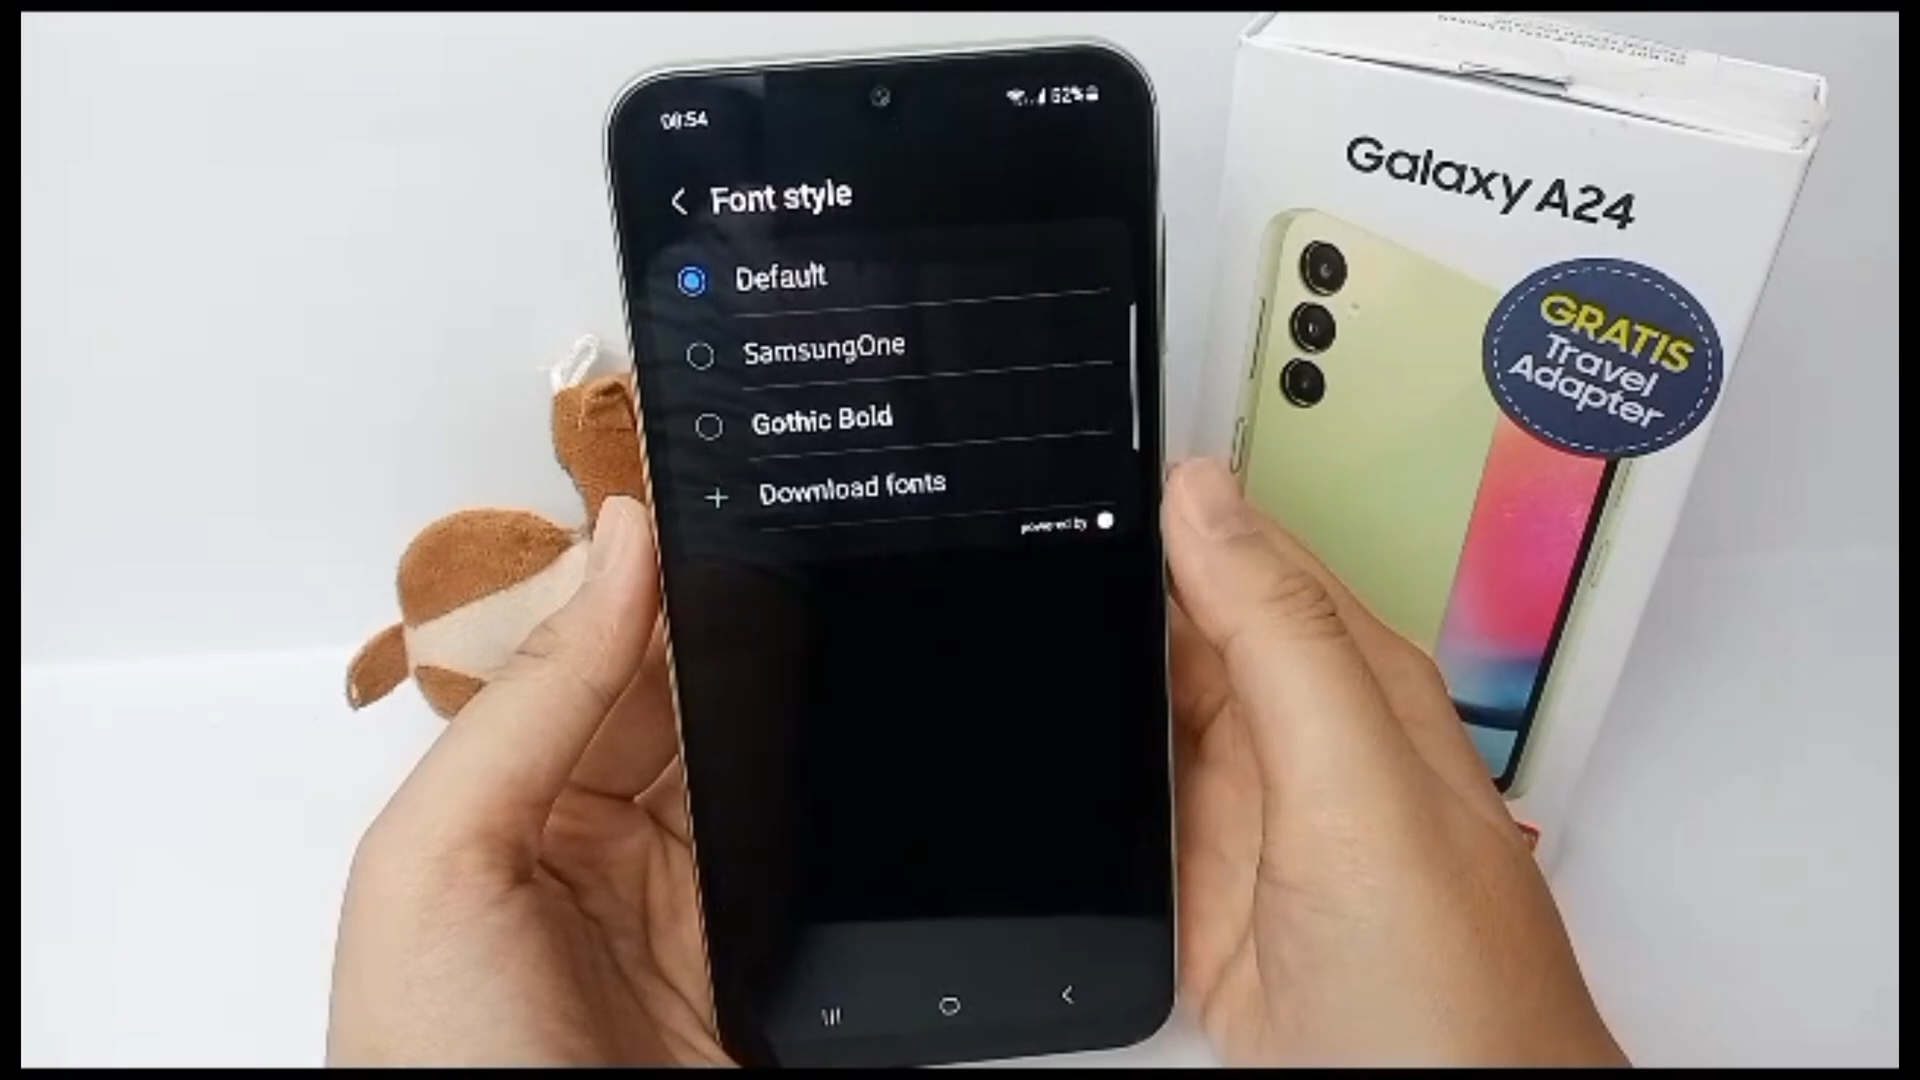 08:54
62%
Font style
Default
SamsungOne
Gothic Bold
Download fonts
powered by
Galaxy A24
GRATIS
Travel
Adapter